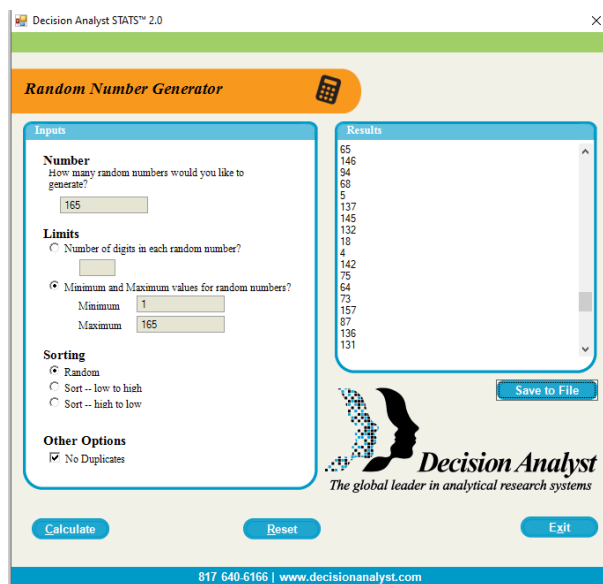 Decision Analyst STATS™ 2.0
Random Number Generator
Inputs
Number
How many random numbers would you like to
generate?
165
Limits
Number of digits in each random number?
Minimum and Maximum values for random numbers?
Minimum 1
Maximum 165
Sorting
Random
Sort -- low to high
Sort -- high to low
Other Options
No Duplicates
Results
65
146
94
68
5
137
145
132
18
4
142
75
64
73
157
87
136
131
Save to File
Decision Analyst
The global leader in analytical research systems
Calculate
Reset
Exit
817 640-6166 | www.decisionanalyst.com